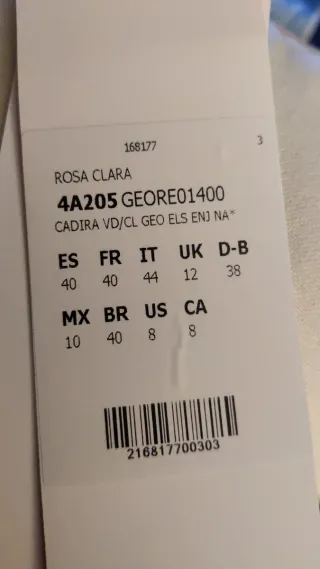 168177 3
ROSA CLARA
4A205 GEORE01400
CADIRA VD/CL GEO ELS ENJ NA*
ES FR IT UK D-B
40 40 44 12 38
MX BR US CA
10 40 8 8
216817700303